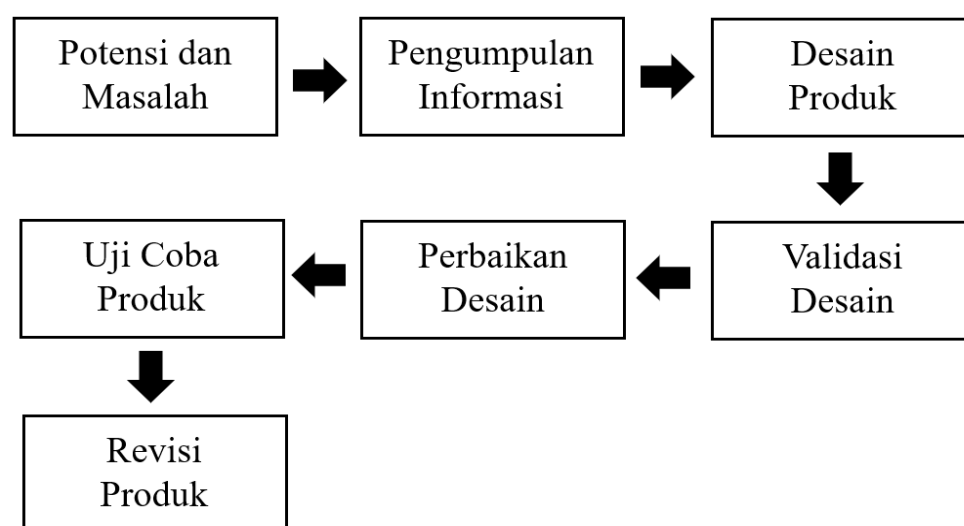 Potensi dan
Masalah
Pengumpulan
Informasi
Desain
Produk
Validasi
Desain
Perbaikan
Desain
Uji Coba
Produk
Revisi
Produk